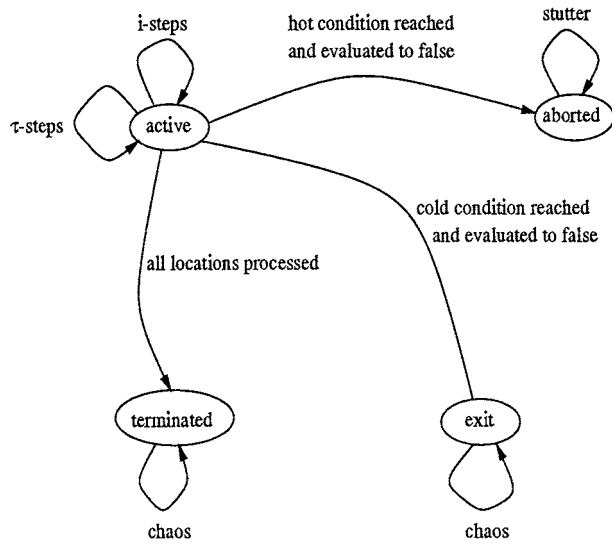 i-steps
hot condition reached
and evaluated to false
stutter
τ-steps
active
aborted
cold condition reached
and evaluated to false
all locations processed
terminated
exit
chaos
chaos